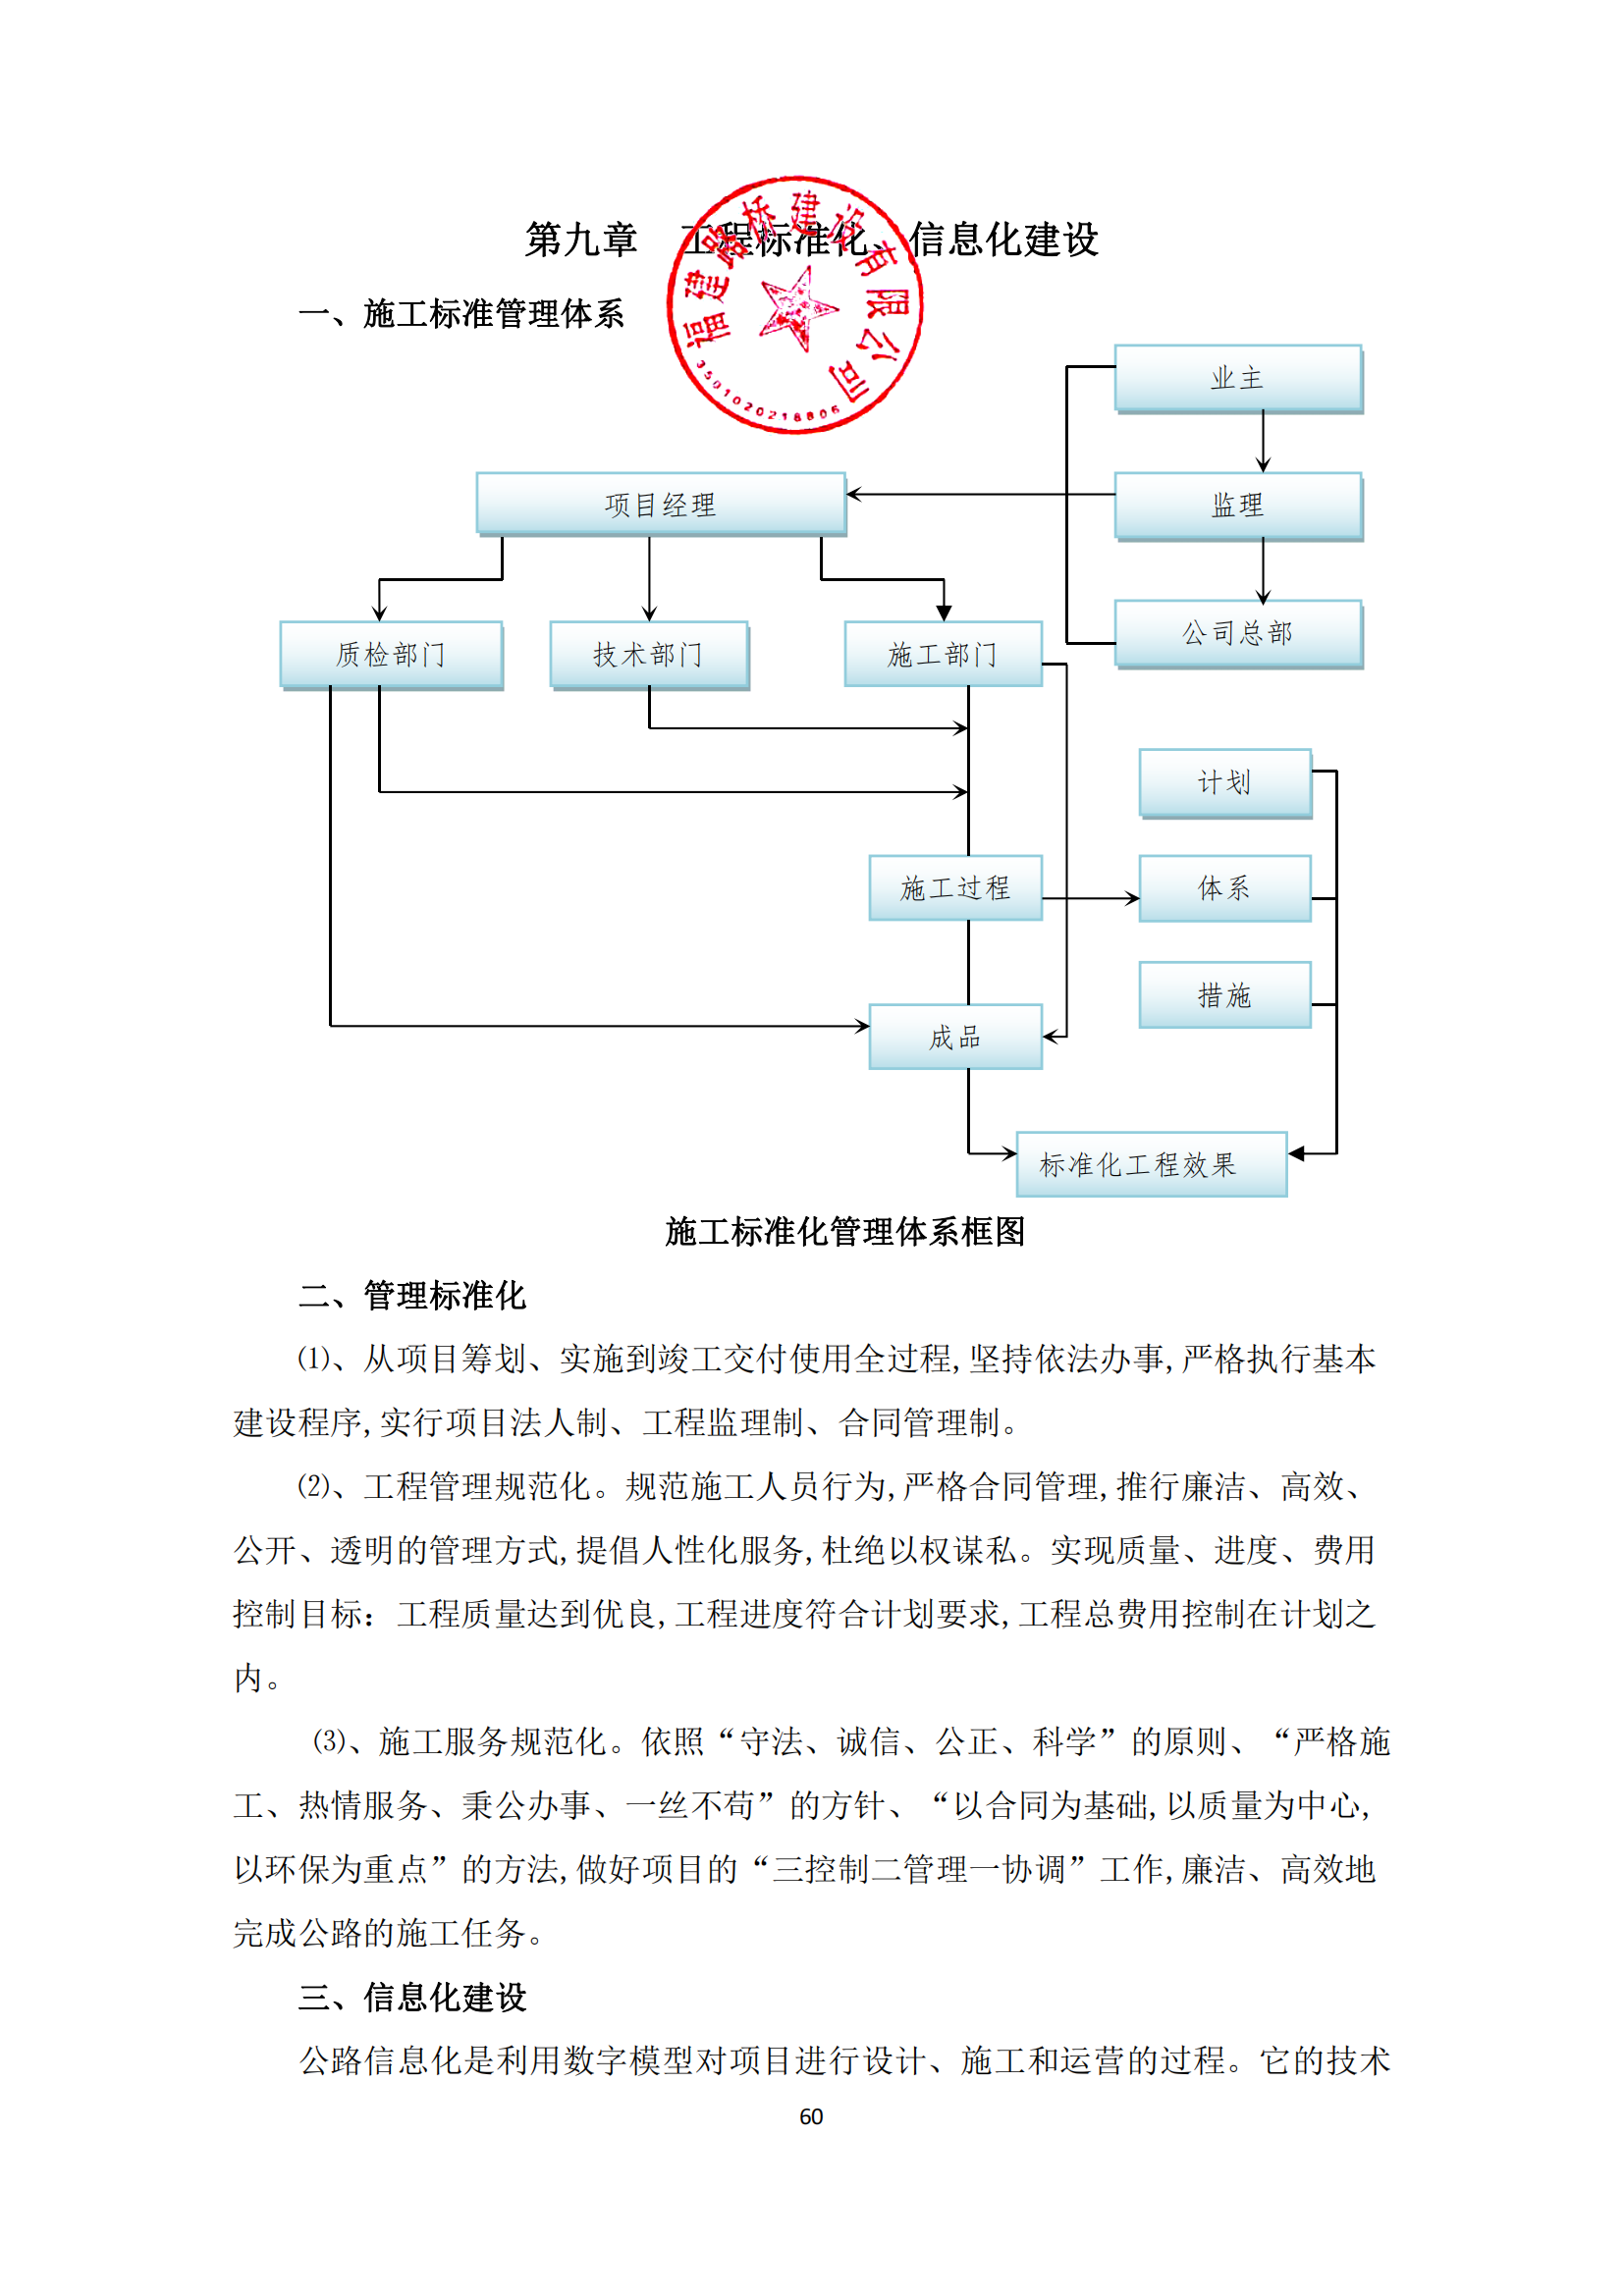 第九章 工程标准化、信息化建设
福建路桥建设有限公司
一、施工标准管理体系
业主
项目经理
监理
公司总部
质检部门
技术部门
施工部门
计划
施工过程
体系
措施
成品
标准化工程效果
施工标准化管理体系框图
二、管理标准化
⑴、从项目筹划、实施到竣工交付使用全过程,坚持依法办事,严格执行基本
建设程序,实行项目法人制、工程监理制、合同管理制。
⑵、工程管理规范化。规范施工人员行为,严格合同管理,推行廉洁、高效、
公开、透明的管理方式,提倡人性化服务,杜绝以权谋私。实现质量、进度、费用
控制目标：工程质量达到优良,工程进度符合计划要求,工程总费用控制在计划之
内。
⑶、施工服务规范化。依照“守法、诚信、公正、科学”的原则、“严格施
工、热情服务、秉公办事、一丝不苟”的方针、“以合同为基础,以质量为中心,
以环保为重点”的方法,做好项目的“三控制二管理一协调”工作,廉洁、高效地
完成公路的施工任务。
三、信息化建设
公路信息化是利用数字模型对项目进行设计、施工和运营的过程。它的技术
60